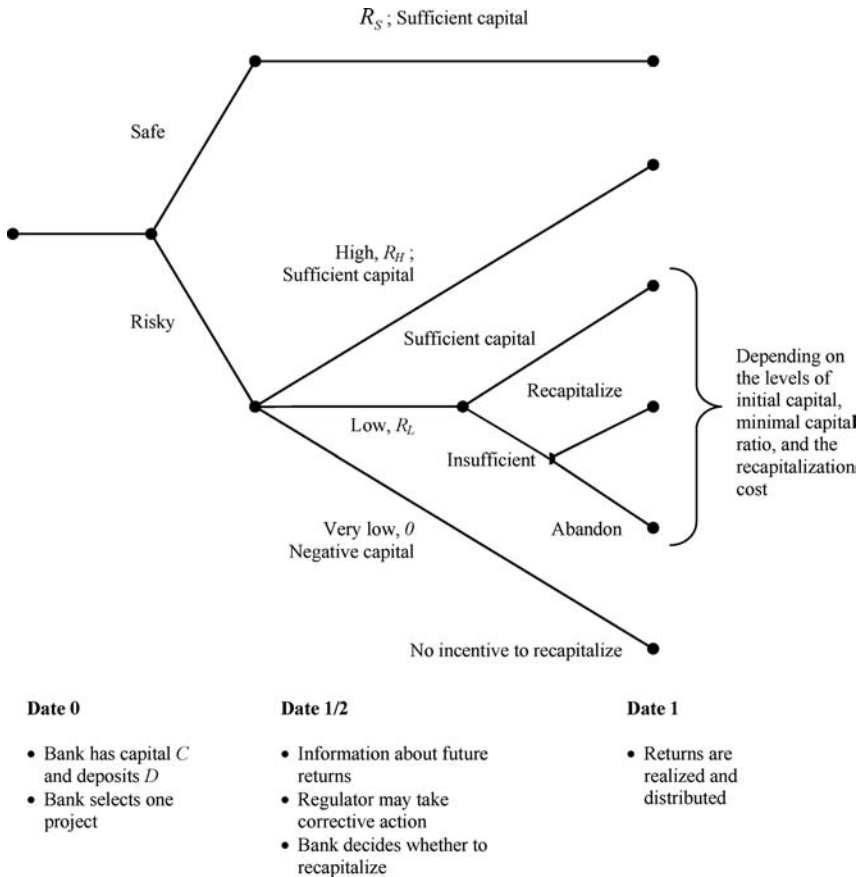 R_S ; Sufficient capital
Safe
High, R_H ;
Sufficient capital
Risky
Sufficient capital
Recapitalize
Low, R_L
Insufficient
Abandon
Depending on
the levels of
initial capital,
minimal capital
ratio, and the
recapitalization
cost
Very low, 0
Negative capital
No incentive to recapitalize
Date 0
• Bank has capital C
and deposits D
• Bank selects one
project
Date 1/2
• Information about future
returns
• Regulator may take
corrective action
• Bank decides whether to
recapitalize
Date 1
• Returns are
realized and
distributed